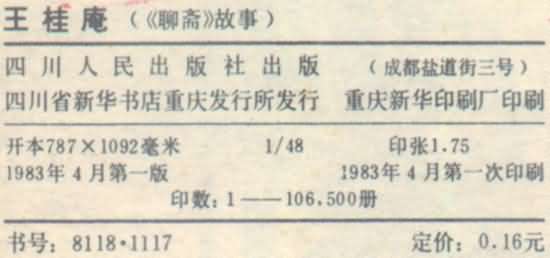 王桂庵（《聊斋》故事）
四川人民出版社出版 （成都盐道街三号）
四川省新华书店重庆发行所发行 重庆新华印刷厂印刷
开本787×1092毫米 1/48 印张1.75
1983年4月第一版 1983年4月第一次印刷
印数：1——106,500册
书号：8118·1117 定价：0.16元